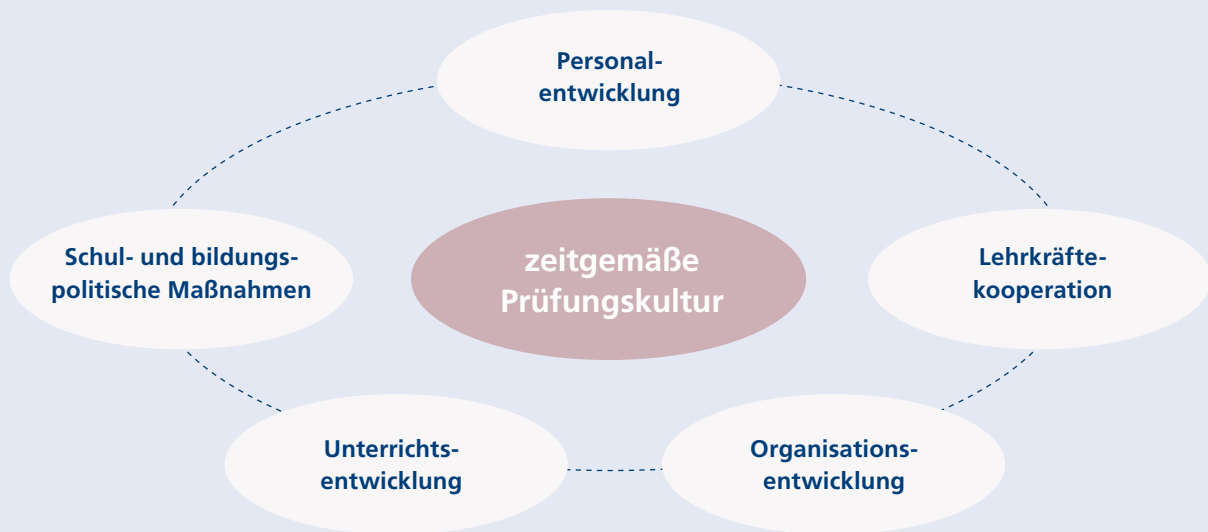 Personal-
entwicklung
Schul- und bildungs-
politische Maßnahmen
zeitgemäße
Prüfungskultur
Lehrkräfte-
kooperation
Unterrichts-
entwicklung
Organisations-
entwicklung